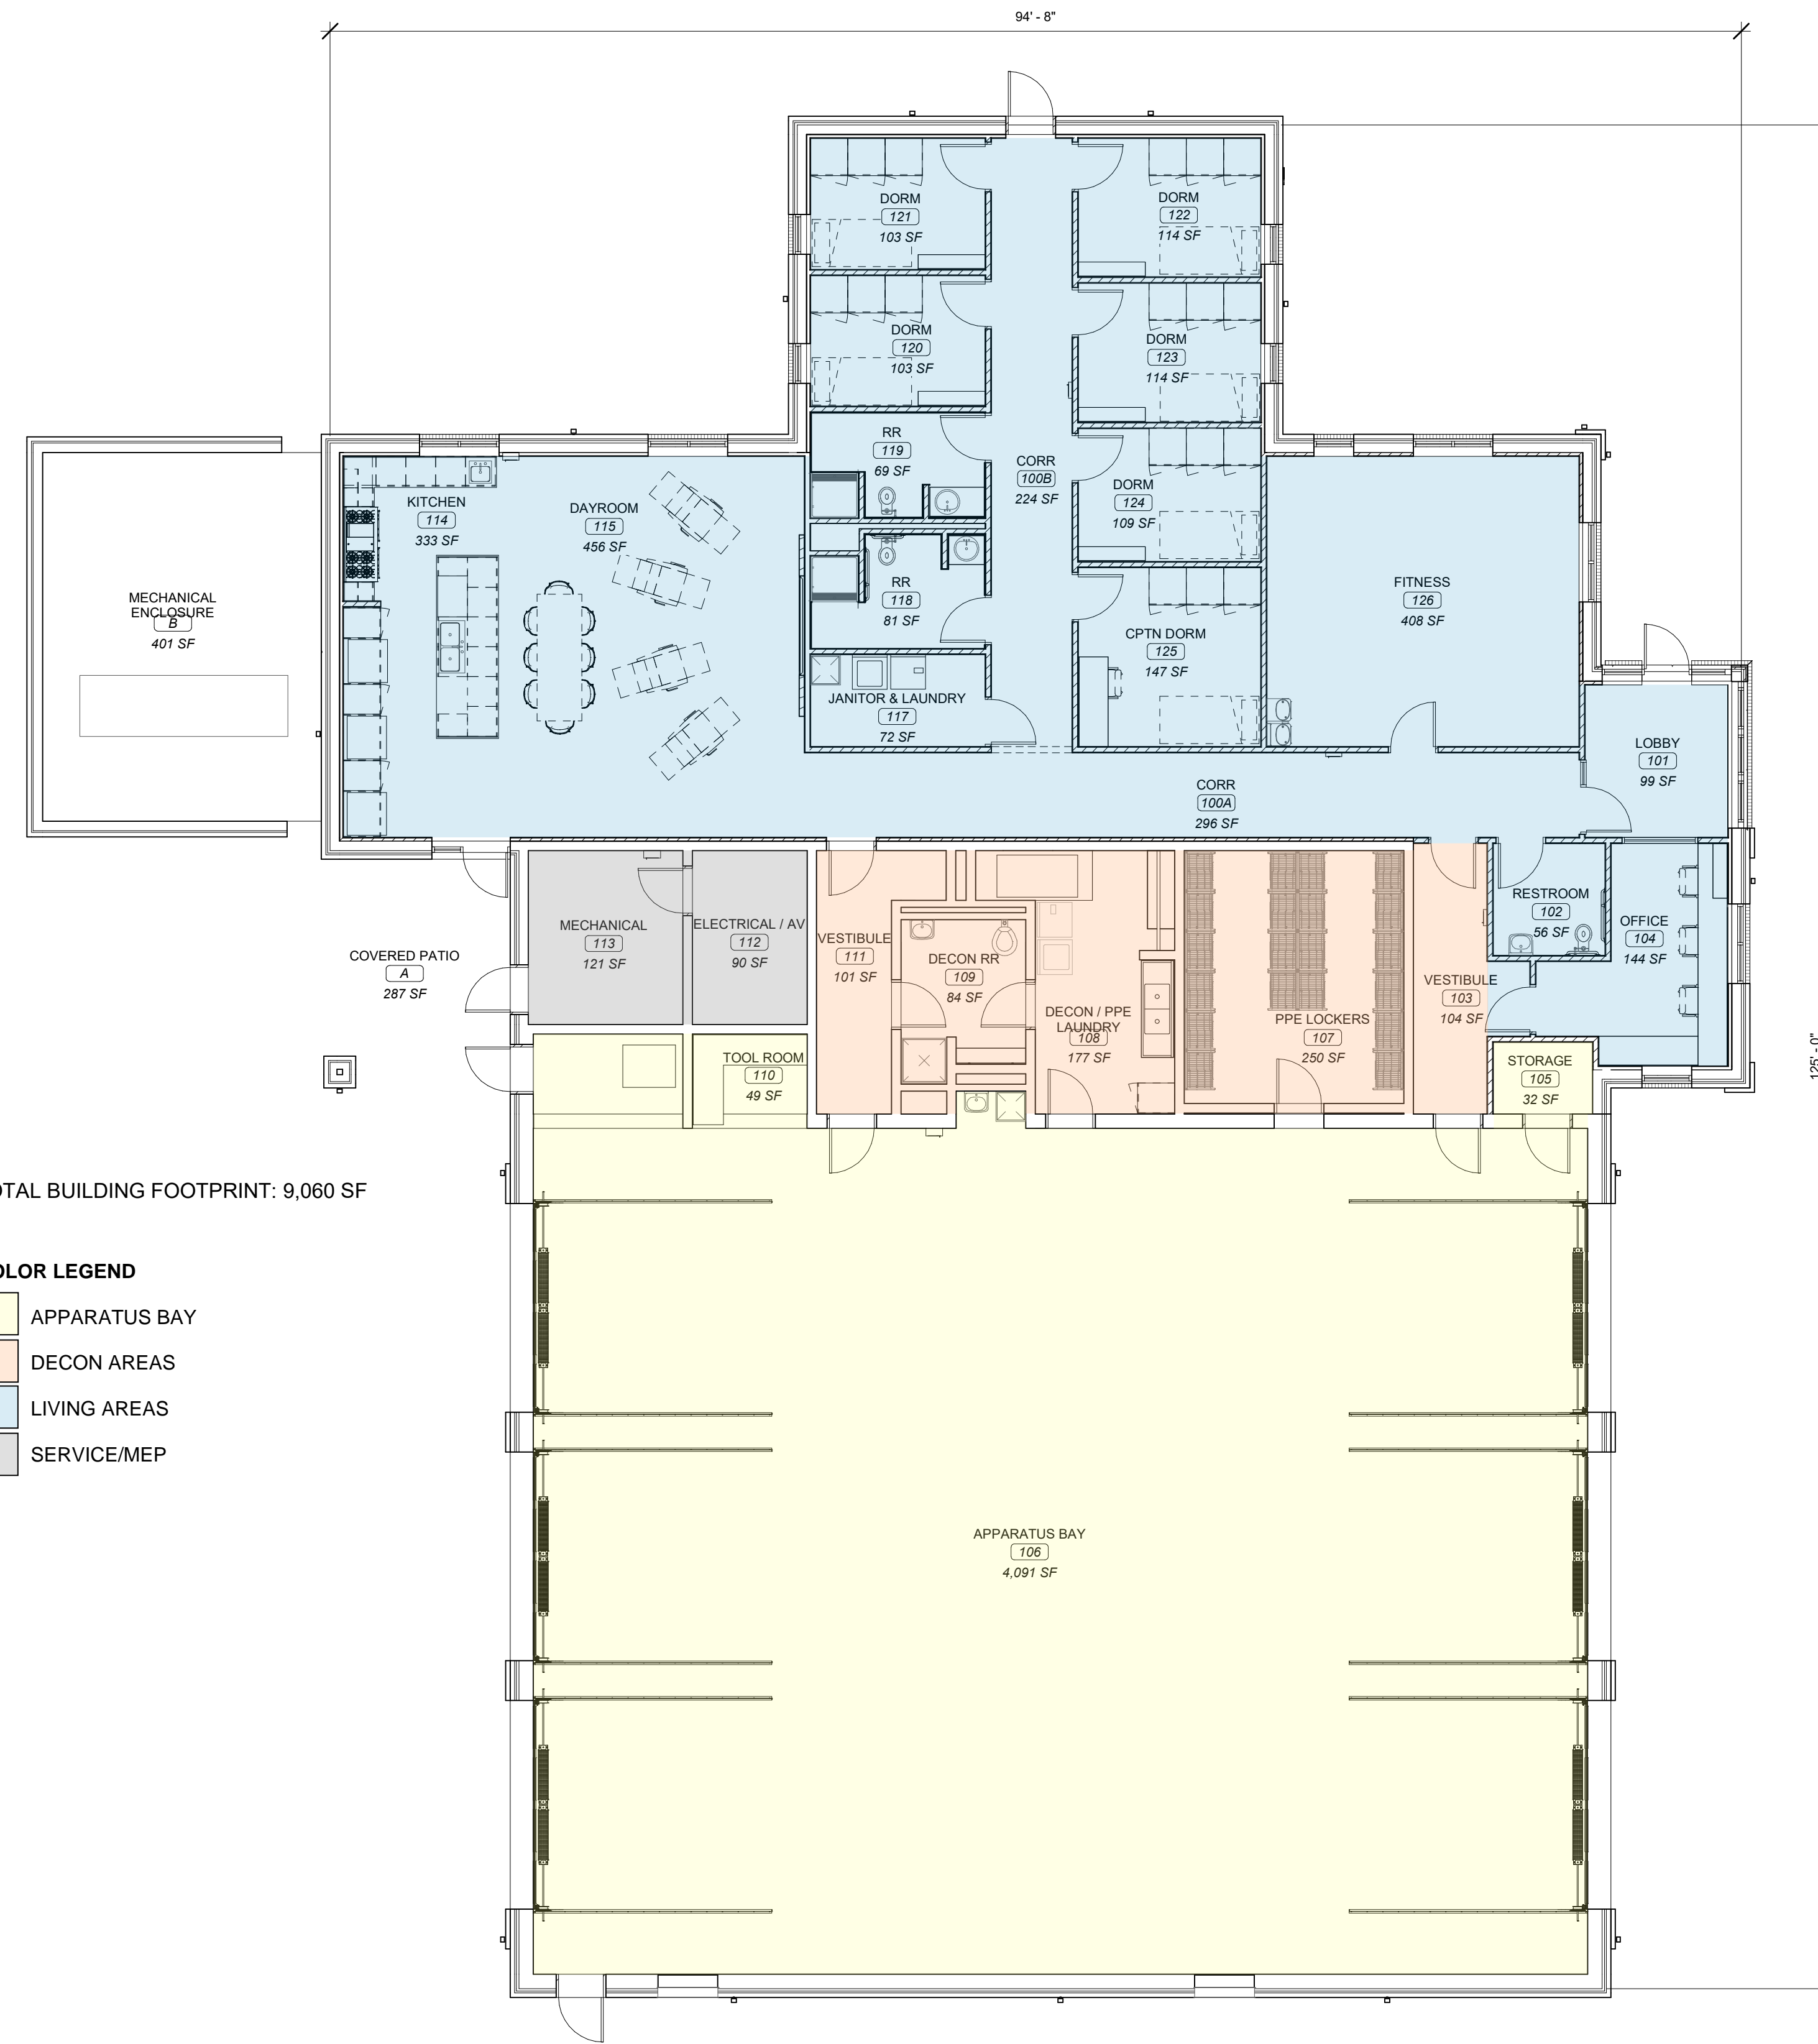 94' - 8"
DORM
121
103 SF
DORM
122
114 SF
DORM
120
103 SF
DORM
123
114 SF
RR
119
69 SF
CORR
100B
224 SF
DORM
124
109 SF
KITCHEN
114
333 SF
DAYROOM
115
456 SF
MECHANICAL
ENCLOSURE
B
401 SF
RR
118
81 SF
CPTN DORM
125
147 SF
FITNESS
126
408 SF
JANITOR & LAUNDRY
117
72 SF
LOBBY
101
99 SF
CORR
100A
296 SF
COVERED PATIO
A
287 SF
MECHANICAL
113
121 SF
ELECTRICAL / AV
112
90 SF
VESTIBULE
111
101 SF
DECON RR
109
84 SF
DECON / PPE
LAUNDRY
108
177 SF
PPE LOCKERS
107
250 SF
VESTIBULE
103
104 SF
RESTROOM
102
56 SF
OFFICE
104
144 SF
TOOL ROOM
110
49 SF
STORAGE
105
32 SF
125' - 0"
OTAL BUILDING FOOTPRINT: 9,060 SF
OLOR LEGEND
APPARATUS BAY
DECON AREAS
LIVING AREAS
SERVICE/MEP
APPARATUS BAY
106
4,091 SF